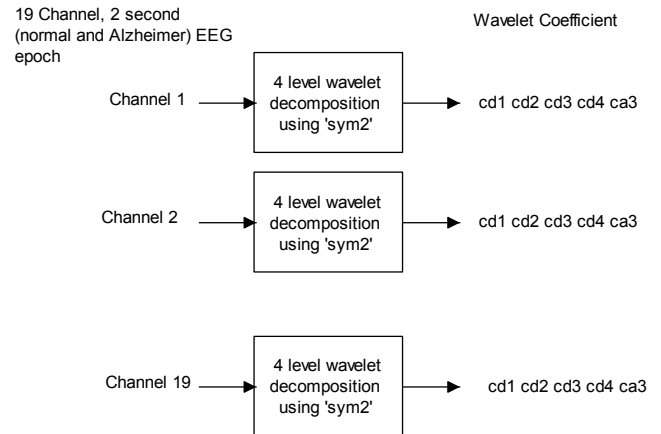 19 Channel, 2 second
(normal and Alzheimer) EEG
epoch
Wavelet Coefficient
Channel 1
4 level wavelet
decomposition
using 'sym2'
cd1 cd2 cd3 cd4 ca3
Channel 2
4 level wavelet
decomposition
using 'sym2'
cd1 cd2 cd3 cd4 ca3
Channel 19
4 level wavelet
decomposition
using 'sym2'
cd1 cd2 cd3 cd4 ca3